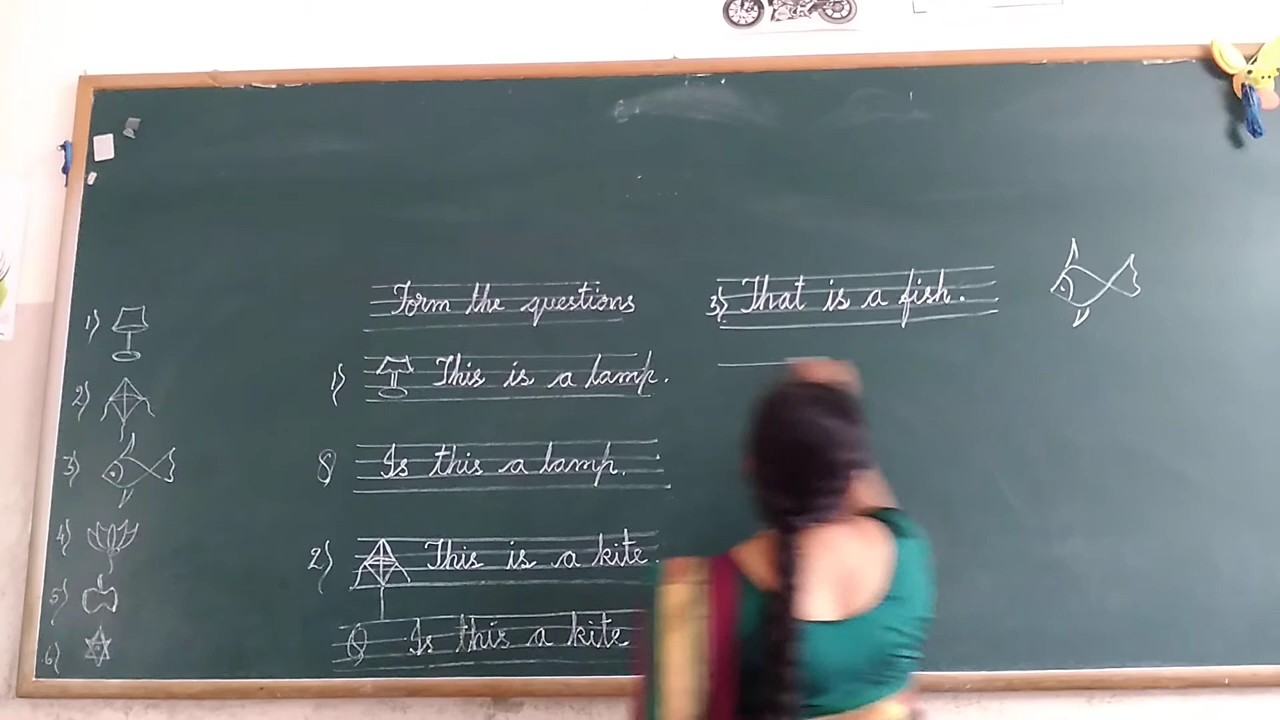 1)
2)
3)
4)
5)
6)
Form the questions
1) This is a lamp.
Q Is this a lamp.
2) This is a kite.
Q Is this a kite
3) That is a fish.